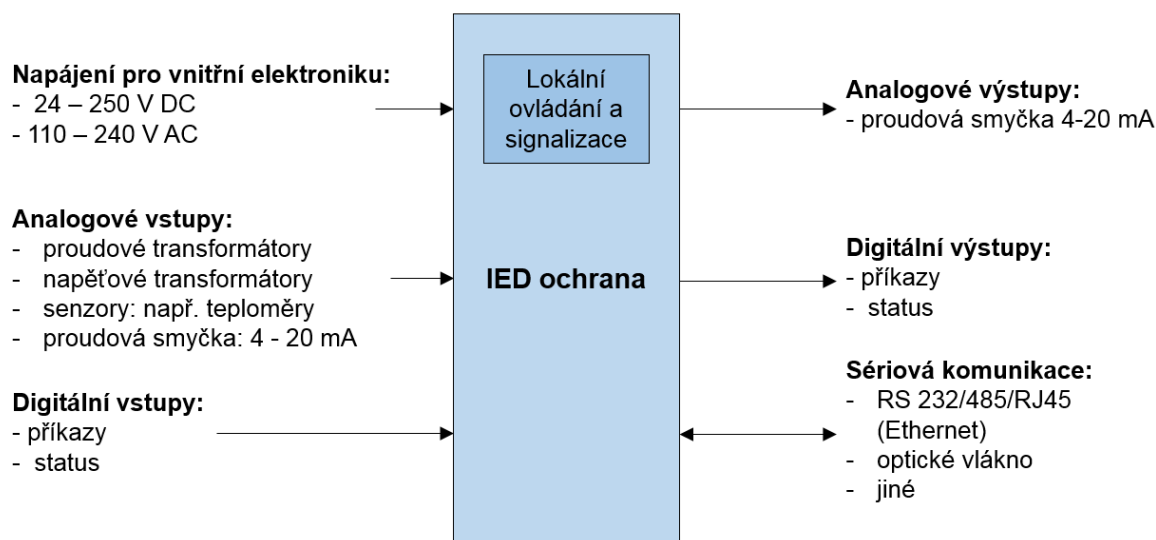 Napájení pro vnitřní elektroniku:
- 24 – 250 V DC
- 110 – 240 V AC
Analogové vstupy:
- proudové transformátory
- napěťové transformátory
- senzory: např. teploměry
- proudová smyčka: 4 - 20 mA
Digitální vstupy:
- příkazy
- status
Lokální
ovládání a
signalizace
IED ochrana
Analogové výstupy:
- proudová smyčka 4-20 mA
Digitální výstupy:
- příkazy
- status
Sériová komunikace:
- RS 232/485/RJ45
(Ethernet)
- optické vlákno
- jiné